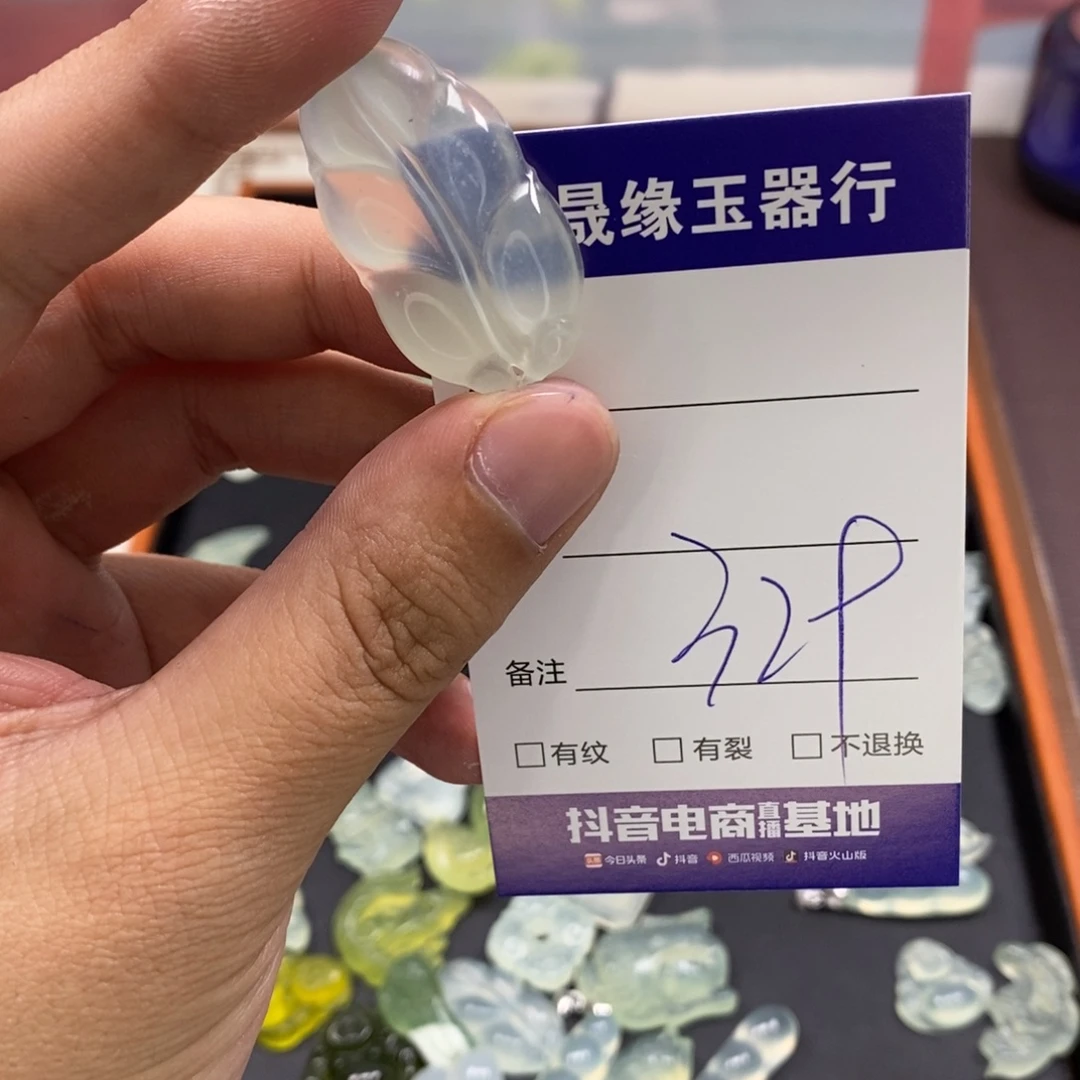 晟缘玉器行
备注
□有纹 □有裂 □不退换
抖音电商直播基地
今日头条 抖音 西瓜视频 抖音火山版